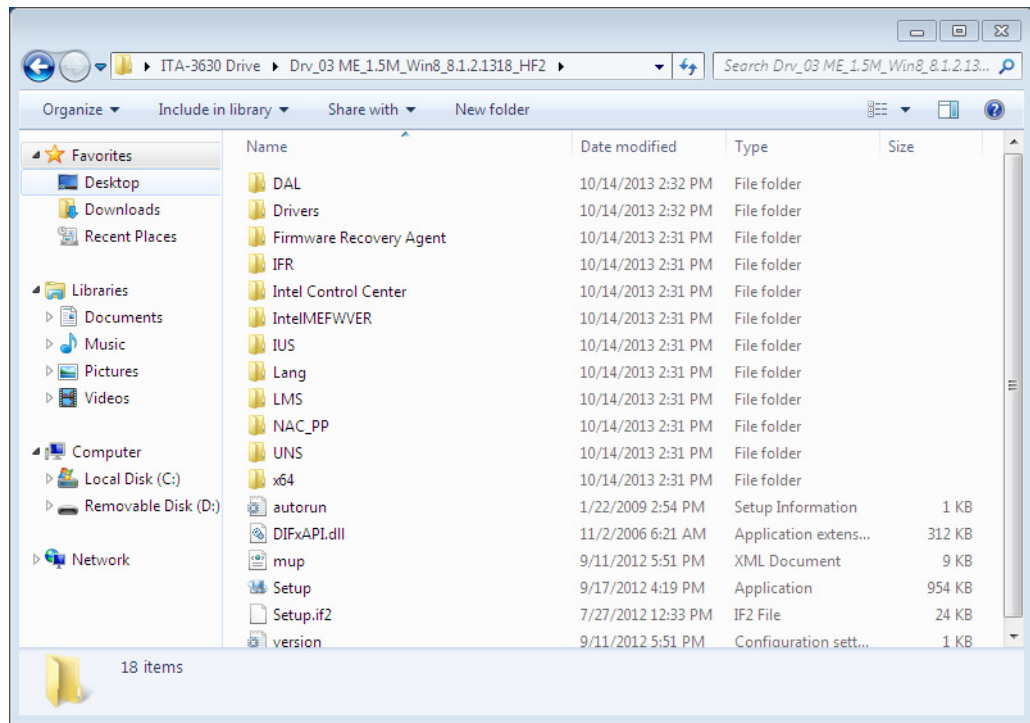 ITA-3630 Drive Drv_03 ME_1.5M_Win8_8.1.2.1318_HF2 Search Drv_03 ME_1.5M_Win8_8.1.2.13...
Organize Include in library Share with New folder
Name Date modified Type Size
Favorites
Desktop
Downloads
Recent Places
Libraries
Documents
Music
Pictures
Videos
Computer
Local Disk (C:)
Removable Disk (D:)
Network
DAL 10/14/2013 2:32 PM File folder
Drivers 10/14/2013 2:32 PM File folder
Firmware Recovery Agent 10/14/2013 2:31 PM File folder
IFR 10/14/2013 2:31 PM File folder
Intel Control Center 10/14/2013 2:31 PM File folder
IntelMEFWVER 10/14/2013 2:31 PM File folder
IUS 10/14/2013 2:31 PM File folder
Lang 10/14/2013 2:31 PM File folder
LMS 10/14/2013 2:31 PM File folder
NAC_PP 10/14/2013 2:31 PM File folder
UNS 10/14/2013 2:31 PM File folder
x64 10/14/2013 2:31 PM File folder
autorun 1/22/2009 2:54 PM Setup Information 1 KB
DIFxAPI.dll 11/2/2006 6:21 AM Application extens... 312 KB
mup 9/11/2012 5:51 PM XML Document 9 KB
Setup 9/17/2012 4:19 PM Application 954 KB
Setup.if2 7/27/2012 12:33 PM IF2 File 24 KB
version 9/11/2012 5:51 PM Configuration sett... 1 KB
18 items